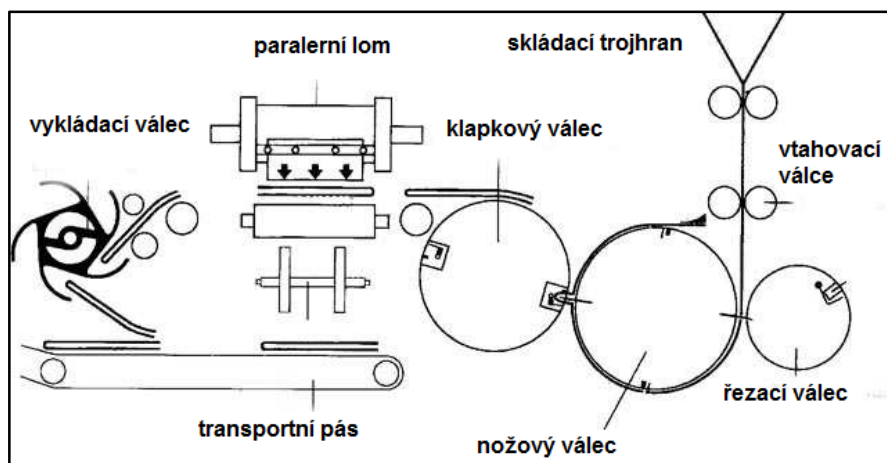 paralerní lom
skládací trojhran
vykládací válec
klapkový válec
vtahovací
válce
řezací válec
transportní pás
nožový válec